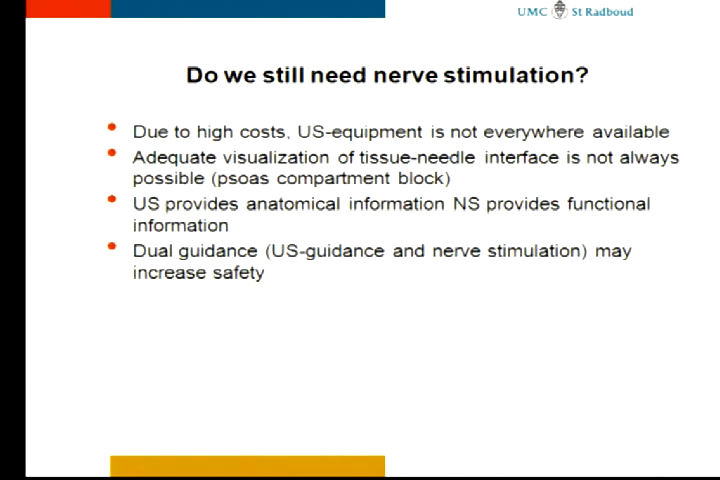 UMC St Radboud
Do we still need nerve stimulation?
• Due to high costs, US-equipment is not everywhere available
• Adequate visualization of tissue-needle interface is not always
possible (psoas compartment block)
• US provides anatomical information NS provides functional
information
• Dual guidance (US-guidance and nerve stimulation) may
increase safety